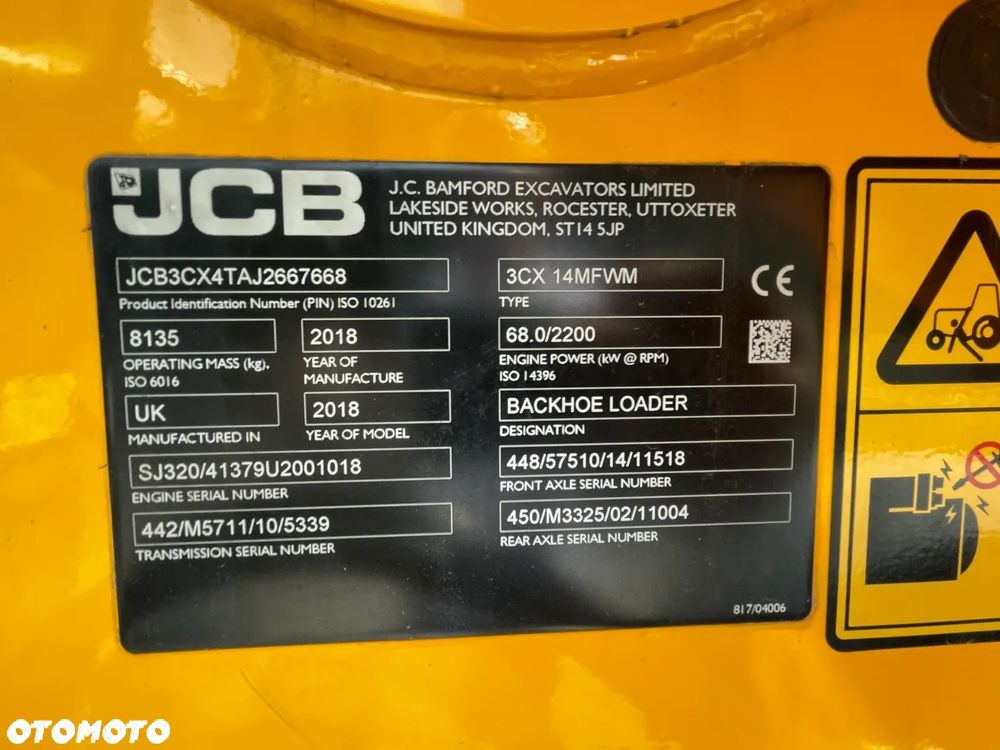 JCB
J.C. BAMFORD EXCAVATORS LIMITED
LAKESIDE WORKS, ROCESTER, UTTOXETER
UNITED KINGDOM, ST14 5JP
JCB3CX4TAJ2667668
Product Identification Number (PIN) ISO 10261
3CX 14MFWM
TYPE
CE
8135
OPERATING MASS (kg),
ISO 6016
2018
YEAR OF
MANUFACTURE
68.0/2200
ENGINE POWER (kW @ RPM)
ISO 14396
UK
MANUFACTURED IN
2018
YEAR OF MODEL
BACKHOE LOADER
DESIGNATION
SJ320/41379U2001018
ENGINE SERIAL NUMBER
448/57510/14/11518
FRONT AXLE SERIAL NUMBER
442/M5711/10/5339
TRANSMISSION SERIAL NUMBER
450/M3325/02/11004
REAR AXLE SERIAL NUMBER
817/04006
OTOMOTO